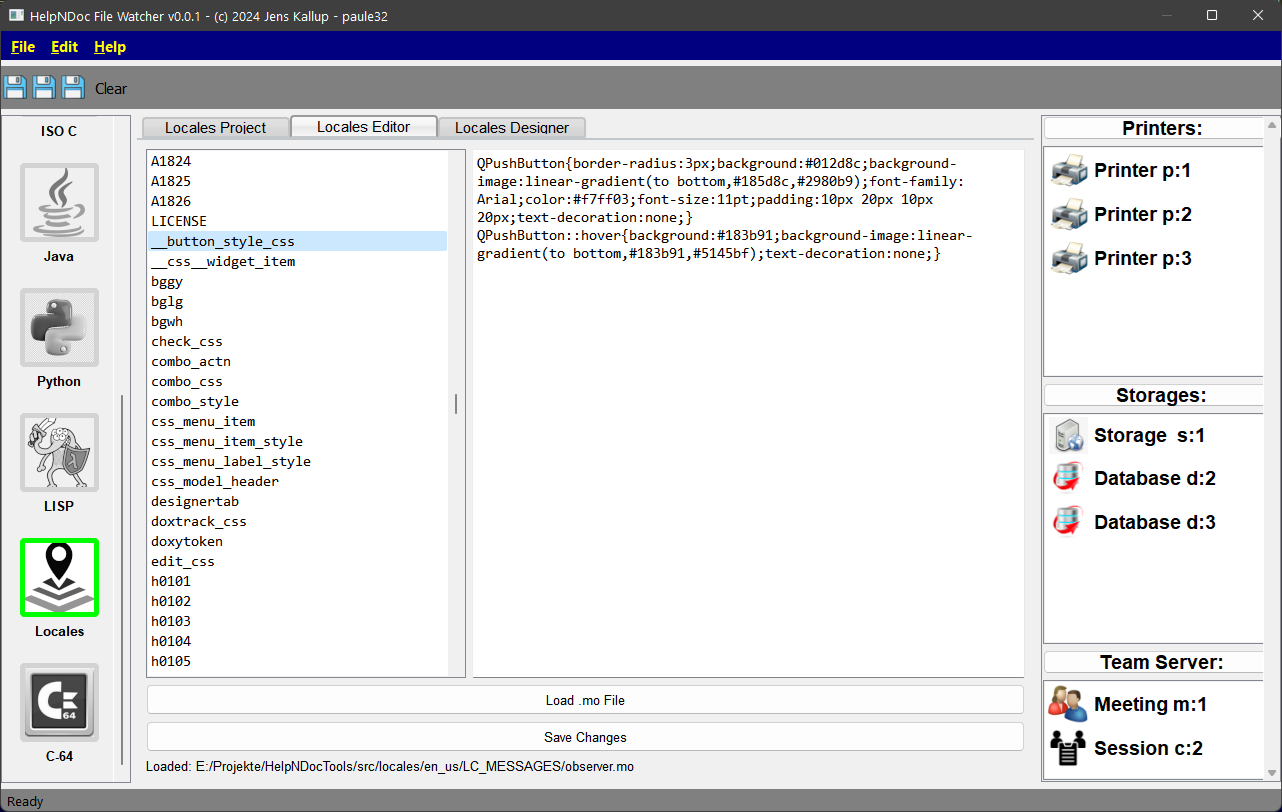 HelpNDoc File Watcher v0.0.1 - (c) 2024 Jens Kallup - paule32
File Edit Help
Clear
ISO C
Java
Python
LISP
Locales
C-64
64
Locales Project
Locales Editor
Locales Designer
A1824
A1825
A1826
LICENSE
__button_style_css
__css__widget_item
bggy
bglg
bgwh
check_css
combo_actn
combo_css
combo_style
css_menu_item
css_menu_item_style
css_menu_label_style
css_model_header
designertab
doxtrack_css
doxytoken
edit_css
h0101
h0102
h0103
h0104
h0105
QPushButton{border-radius:3px;background:#012d8c;background-
image:linear-gradient(to bottom,#185d8c,#2980b9);font-family:
Arial;color:#f7ff03;font-size:11pt;padding:10px 20px 10px
20px;text-decoration:none;}
QPushButton::hover{background:#183b91;background-image:linear-
gradient(to bottom,#183b91,#5145bf);text-decoration:none;}
Load .mo File
Save Changes
Loaded: E:/Projekte/HelpNDocTools/src/locales/en_us/LC_MESSAGES/observer.mo
Printers:
Printer p:1
Printer p:2
Printer p:3
Storages:
Storage  s:1
Database d:2
Database d:3
Team Server:
Meeting m:1
Session c:2
Ready